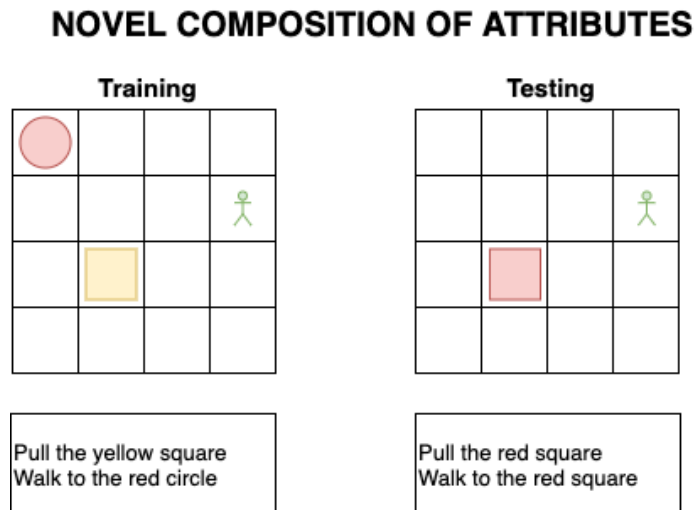 NOVEL COMPOSITION OF ATTRIBUTES
Training
Testing
Pull the yellow square
Walk to the red circle
Pull the red square
Walk to the red square